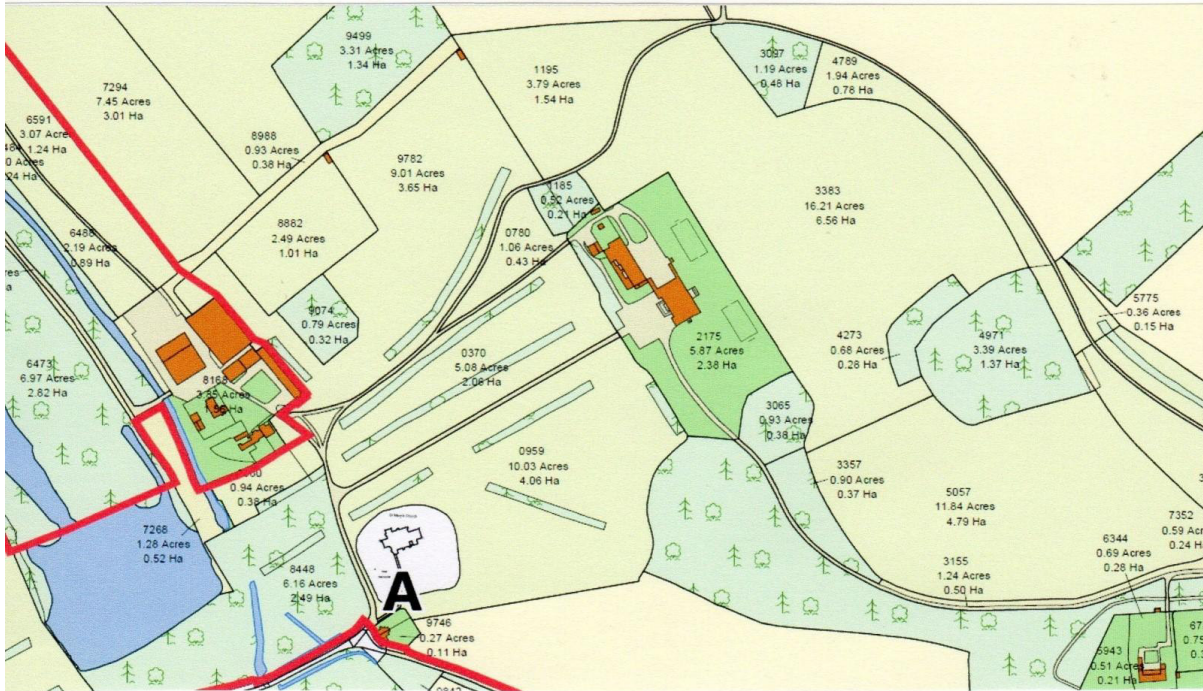 9499
3.31 Acres
1.34 Ha
7294
7.45 Acres
3.01 Ha
1195
3.79 Acres
1.54 Ha
3097
1.19 Acres
0.48 Ha
4789
1.94 Acres
0.78 Ha
6591
3.07 Acres
1.24 Ha
8988
0.93 Acres
0.38 Ha
9782
9.01 Acres
3.65 Ha
1185
0.52 Acres
0.21 Ha
3383
16.21 Acres
6.56 Ha
2.19 Acres
0.89 Ha
8882
2.49 Acres
1.01 Ha
0780
1.06 Acres
0.43 Ha
9074
0.79 Acres
0.32 Ha
5775
0.36 Acres
0.15 Ha
6473
6.97 Acres
2.82 Ha
8168
3.85 Acres
0370
5.08 Acres
2.06 Ha
2175
5.87 Acres
2.38 Ha
4273
0.68 Acres
0.28 Ha
4971
3.39 Acres
1.37 Ha
3065
0.93 Acres
0.38 Ha
0.94 Acres
0.38 Ha
0959
10.03 Acres
4.06 Ha
3357
0.90 Acres
0.37 Ha
5057
11.84 Acres
4.79 Ha
7268
1.28 Acres
0.52 Ha
7352
0.59
0.24
6344
0.69 Acres
0.28 Ha
8448
6.16 Acres
2.49 Ha
A
3155
1.24 Acres
0.50 Ha
9746
0.27 Acres
0.11 Ha
5943
0.51 Acres
0.21 Ha